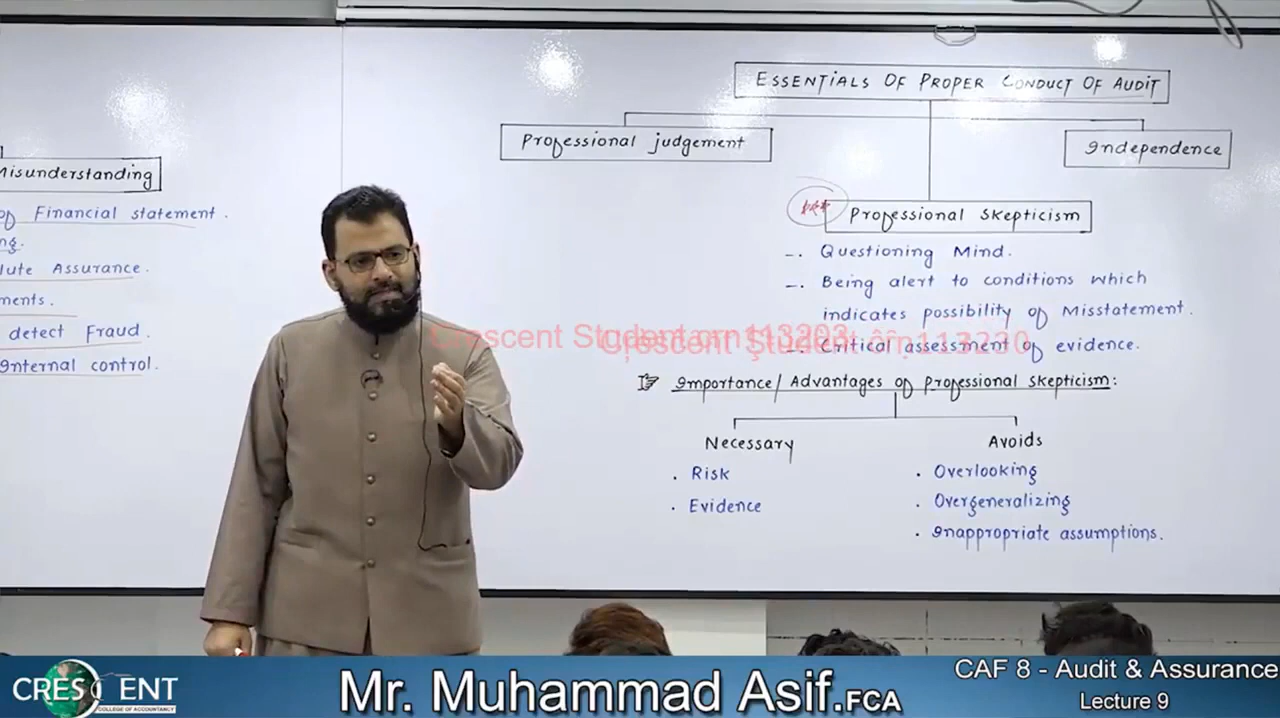 ESSENTIALS OF PROPER CONDUCT OF AUDIT
Professional judgement
Independence
Misunderstanding
of Financial statement.
Professional Skepticism
ng.
-. Questioning Mind.
lute Assurance.
-. Being alert to conditions which
ments.
indicates possibility of Misstatement.
detect Fraud.
Crescent Student
-. Critical assessment of evidence.
Internal control.
Importance/Advantages of Professional Skepticism:
Necessary
Avoids
. Risk
. Overlooking
. Evidence
. Overgeneralizing
. Inappropriate assumptions.
CRESCENT
COLLEGE OF ACCOUNTANCY
Mr. Muhammad Asif.FCA
CAF 8 - Audit & Assurance
Lecture 9